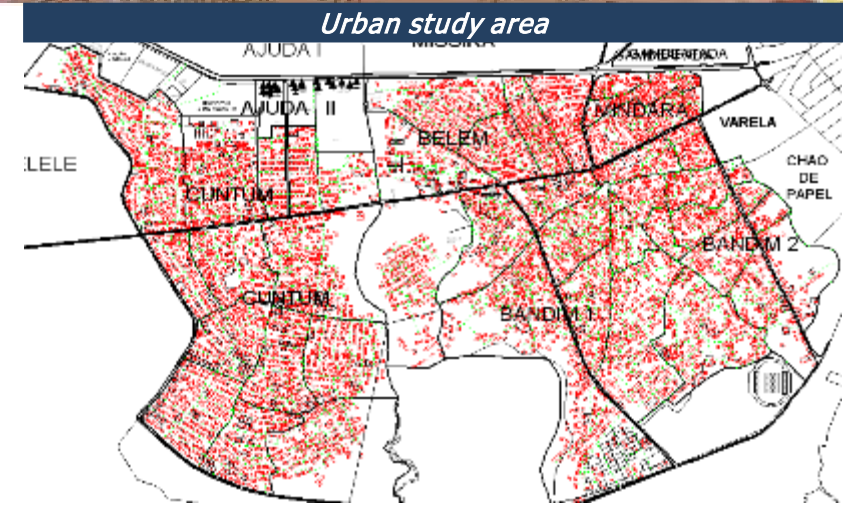 Urban study area
AJUDA I
MISSIRA
AJUDA II
MINDARA
BELEM
VARELA
CHAO
DE
PAPEL
CUNTUM
BANDIM 2
CUNTUM
BANDIM 1